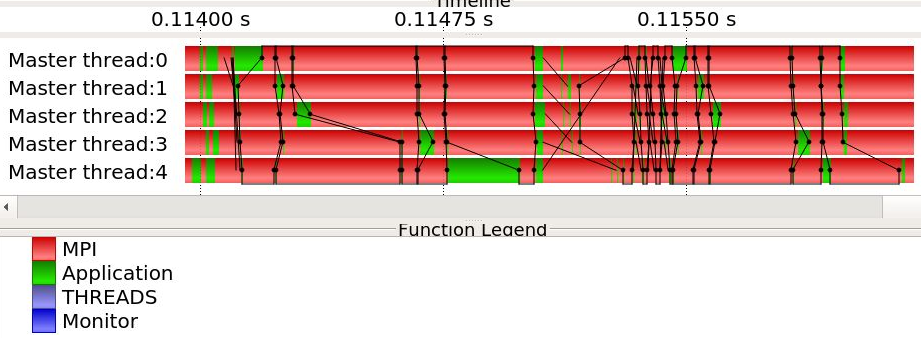 Timeline
0.11400 s 0.11475 s 0.11550 s
Master thread:0
Master thread:1
Master thread:2
Master thread:3
Master thread:4
Function Legend
MPI
Application
THREADS
Monitor